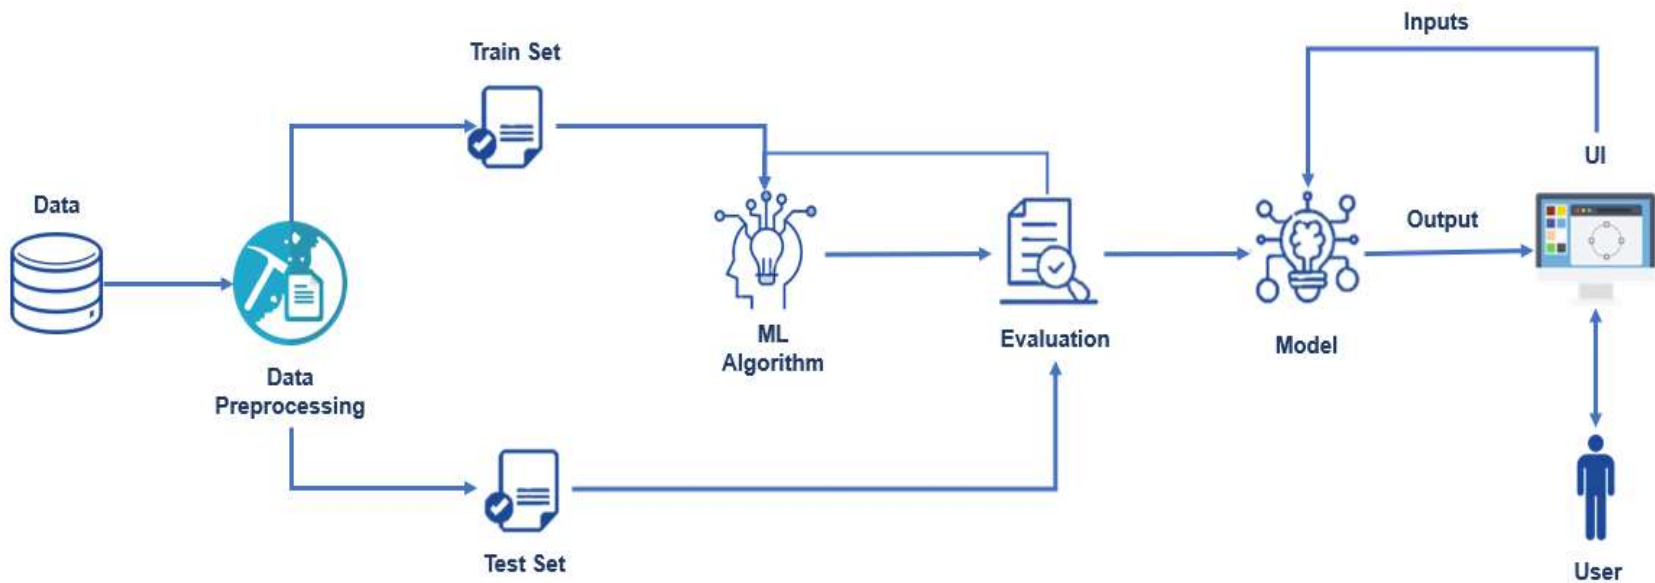 Inputs
Train Set
UI
Data
Output
ML
Algorithm
Evaluation
Model
Data
Preprocessing
Test Set
User